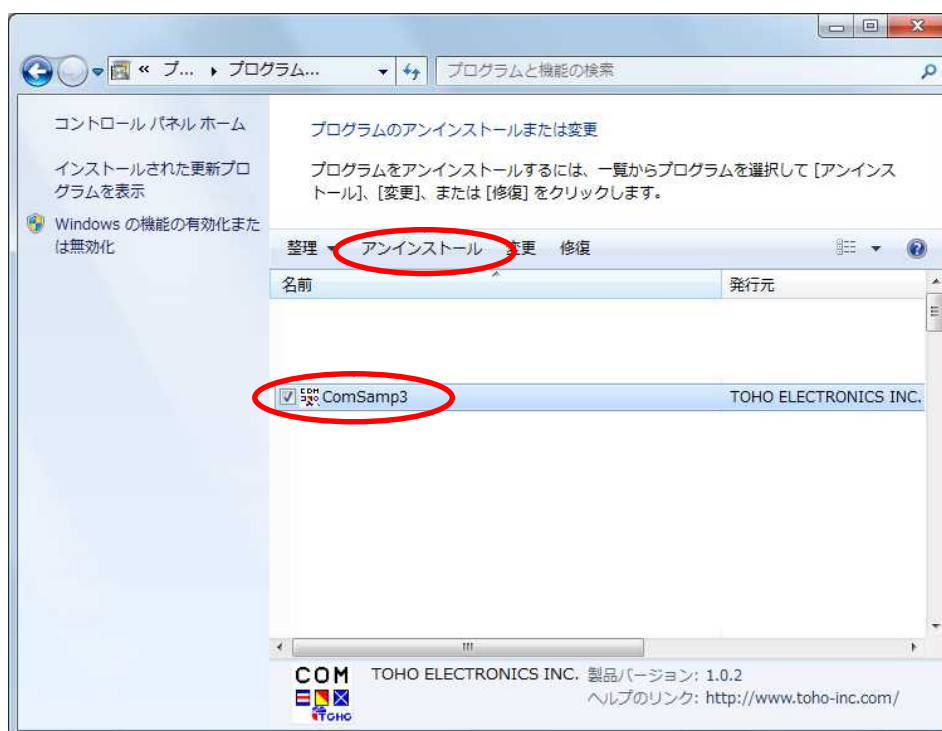 « プ... ▸ プログラム...
プログラムと機能の検索
コントロール パネル ホーム
インストールされた更新プロ
グラムを表示
Windows の機能の有効化また
は無効化
プログラムのアンインストールまたは変更
プログラムをアンインストールするには、一覧からプログラムを選択して [アンインス
トール]、[変更]、または [修復] をクリックします。
整理 アンインストール 変更 修復
名前 発行元
ComSamp3 TOHO ELECTRONICS INC.
COM
TOHO
TOHO ELECTRONICS INC. 製品バージョン: 1.0.2
ヘルプのリンク: http://www.toho-inc.com/